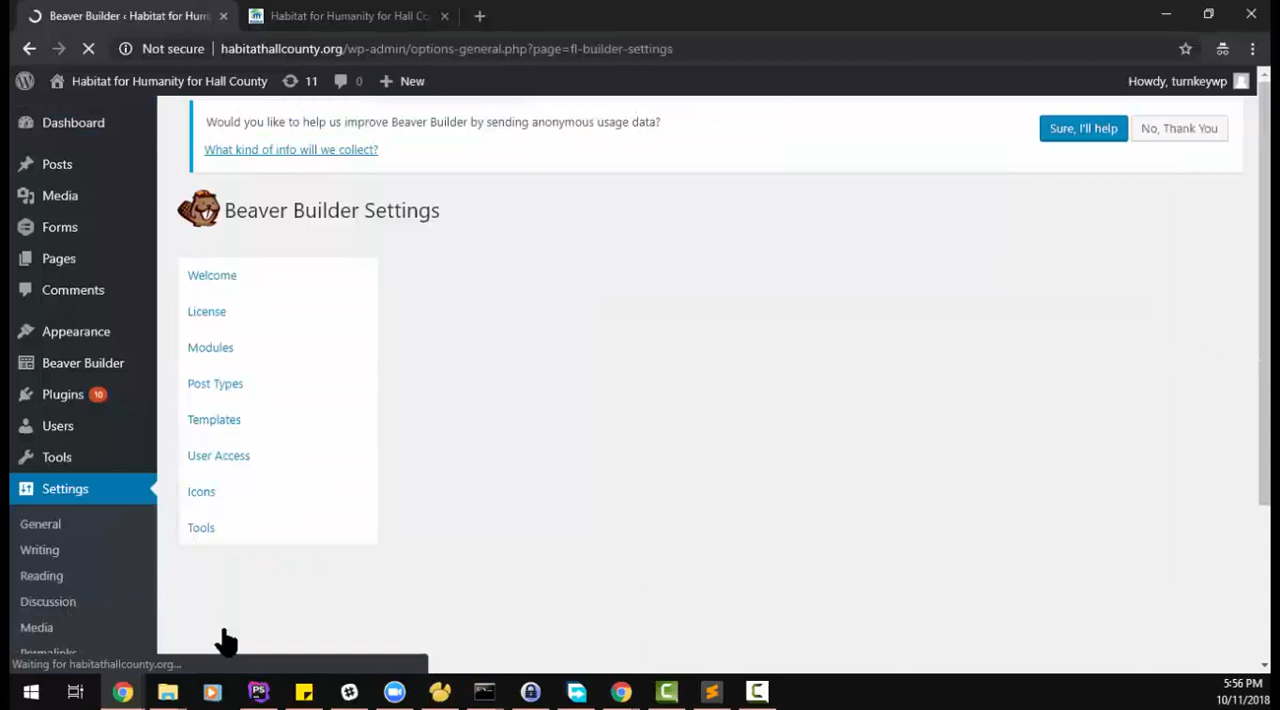 Beaver Builder ‹ Habitat for Hum
Habitat for Humanity for Hall Co
Not secure habitathallcounty.org/wp-admin/options-general.php?page=fl-builder-settings
Habitat for Humanity for Hall County 11 0 New Howdy, turnkeywp
Dashboard
Posts
Media
Forms
Pages
Comments
Appearance
Beaver Builder
Plugins 10
Users
Tools
Settings
General
Writing
Reading
Discussion
Media
Permalinks
Would you like to help us improve Beaver Builder by sending anonymous usage data?
What kind of info will we collect?
Sure, I'll help
No, Thank You
Beaver Builder Settings
Welcome
License
Modules
Post Types
Templates
User Access
Icons
Tools
Waiting for habitathallcounty.org...
PS
5:56 PM
10/11/2018